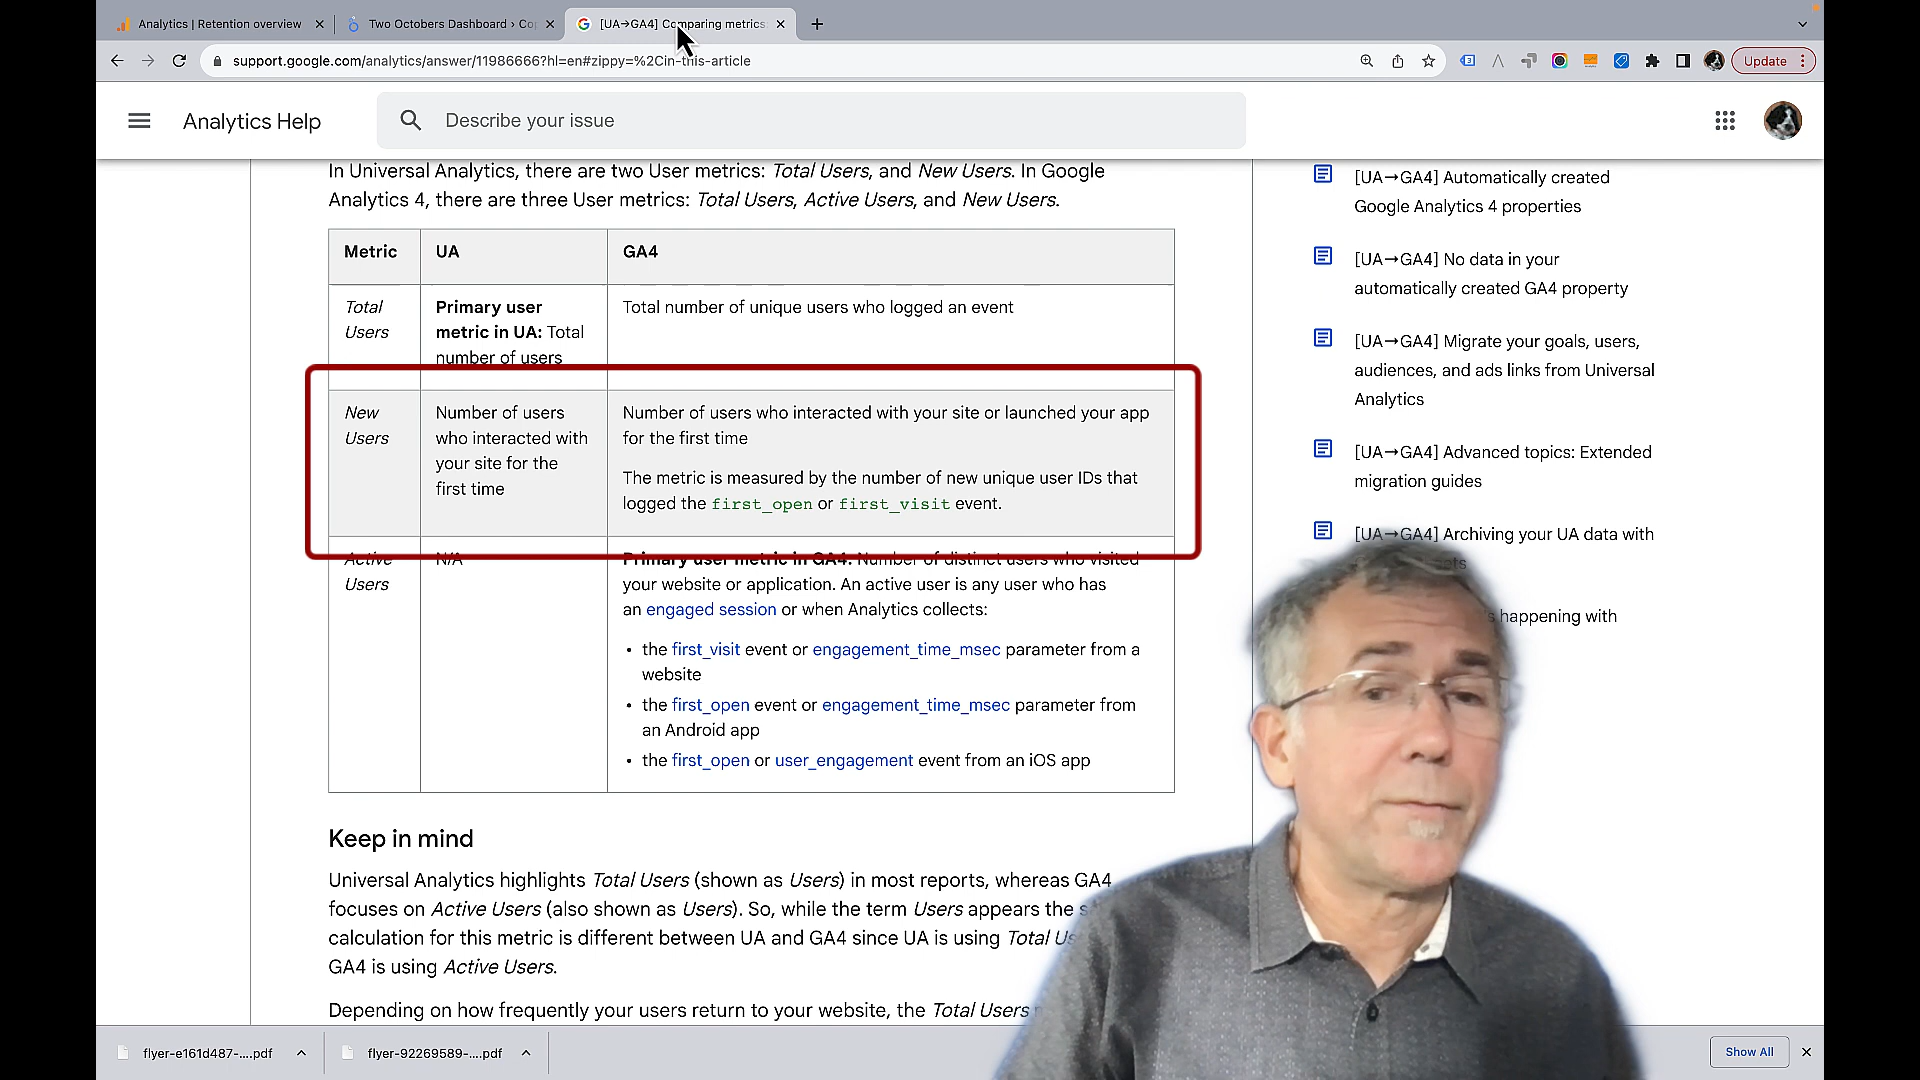 Analytics | Retention overview
Two Octobers Dashboard › Co
[UA→GA4] Comparing metrics
support.google.com/analytics/answer/11986666?hl=en#zippy=%2Cin-this-article
Update
Analytics Help
Describe your issue
In Universal Analytics, there are two User metrics: Total Users, and New Users. In Google
Analytics 4, there are three User metrics: Total Users, Active Users, and New Users.
Metric UA GA4
Total
Users
Primary user
metric in UA: Total
number of users
Total number of unique users who logged an event
New
Users
Number of users
who interacted with
your site for the
first time
Number of users who interacted with your site or launched your app
for the first time
The metric is measured by the number of new unique user IDs that
logged the first_open or first_visit event.
Active
Users
N/A
Primary user metric in GA4: Number of distinct users who visited
your website or application. An active user is any user who has
an engaged session or when Analytics collects:
• the first_visit event or engagement_time_msec parameter from a
website
• the first_open event or engagement_time_msec parameter from
an Android app
• the first_open or user_engagement event from an iOS app
Keep in mind
Universal Analytics highlights Total Users (shown as Users) in most reports, whereas GA4
focuses on Active Users (also shown as Users). So, while the term Users appears the
calculation for this metric is different between UA and GA4 since UA is using Total
GA4 is using Active Users.
Depending on how frequently your users return to your website, the Total Users
[UA→GA4] Automatically created
Google Analytics 4 properties
[UA→GA4] No data in your
automatically created GA4 property
[UA→GA4] Migrate your goals, users,
audiences, and ads links from Universal
Analytics
[UA→GA4] Advanced topics: Extended
migration guides
[UA→GA4] Archiving your UA data with
happening with
flyer-e161d487-....pdf
flyer-92269589-....pdf
Show All